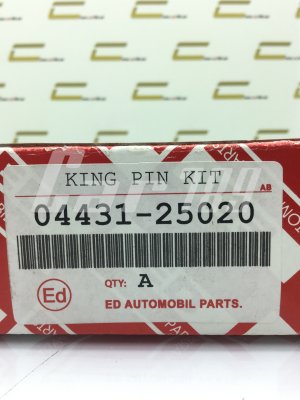 KING PIN KIT
AB
04431-25020
Ed
QTY: A
ED AUTOMOBIL PARTS.